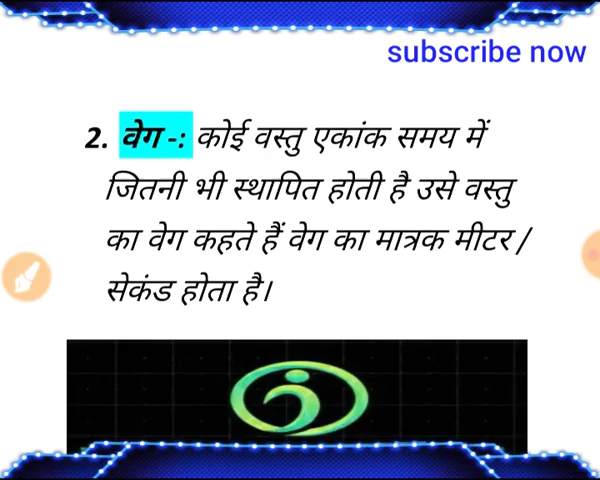 subscribe now
2. वेग -: कोई वस्तु एकांक समय में
जितनी भी स्थापित होती है उसे वस्तु
का वेग कहते हैं वेग का मात्रक मीटर /
सेकंड होता है।